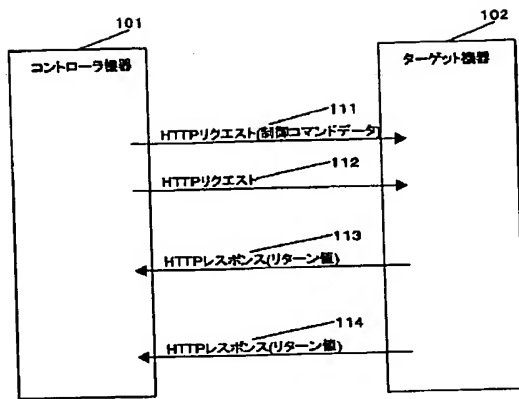 101
102
コントローラ機器
ターゲット機器
111
HTTPリクエスト(制御コマンドデータ)
112
HTTPリクエスト
113
HTTPレスポンス(リターン値)
114
HTTPレスポンス(リターン値)